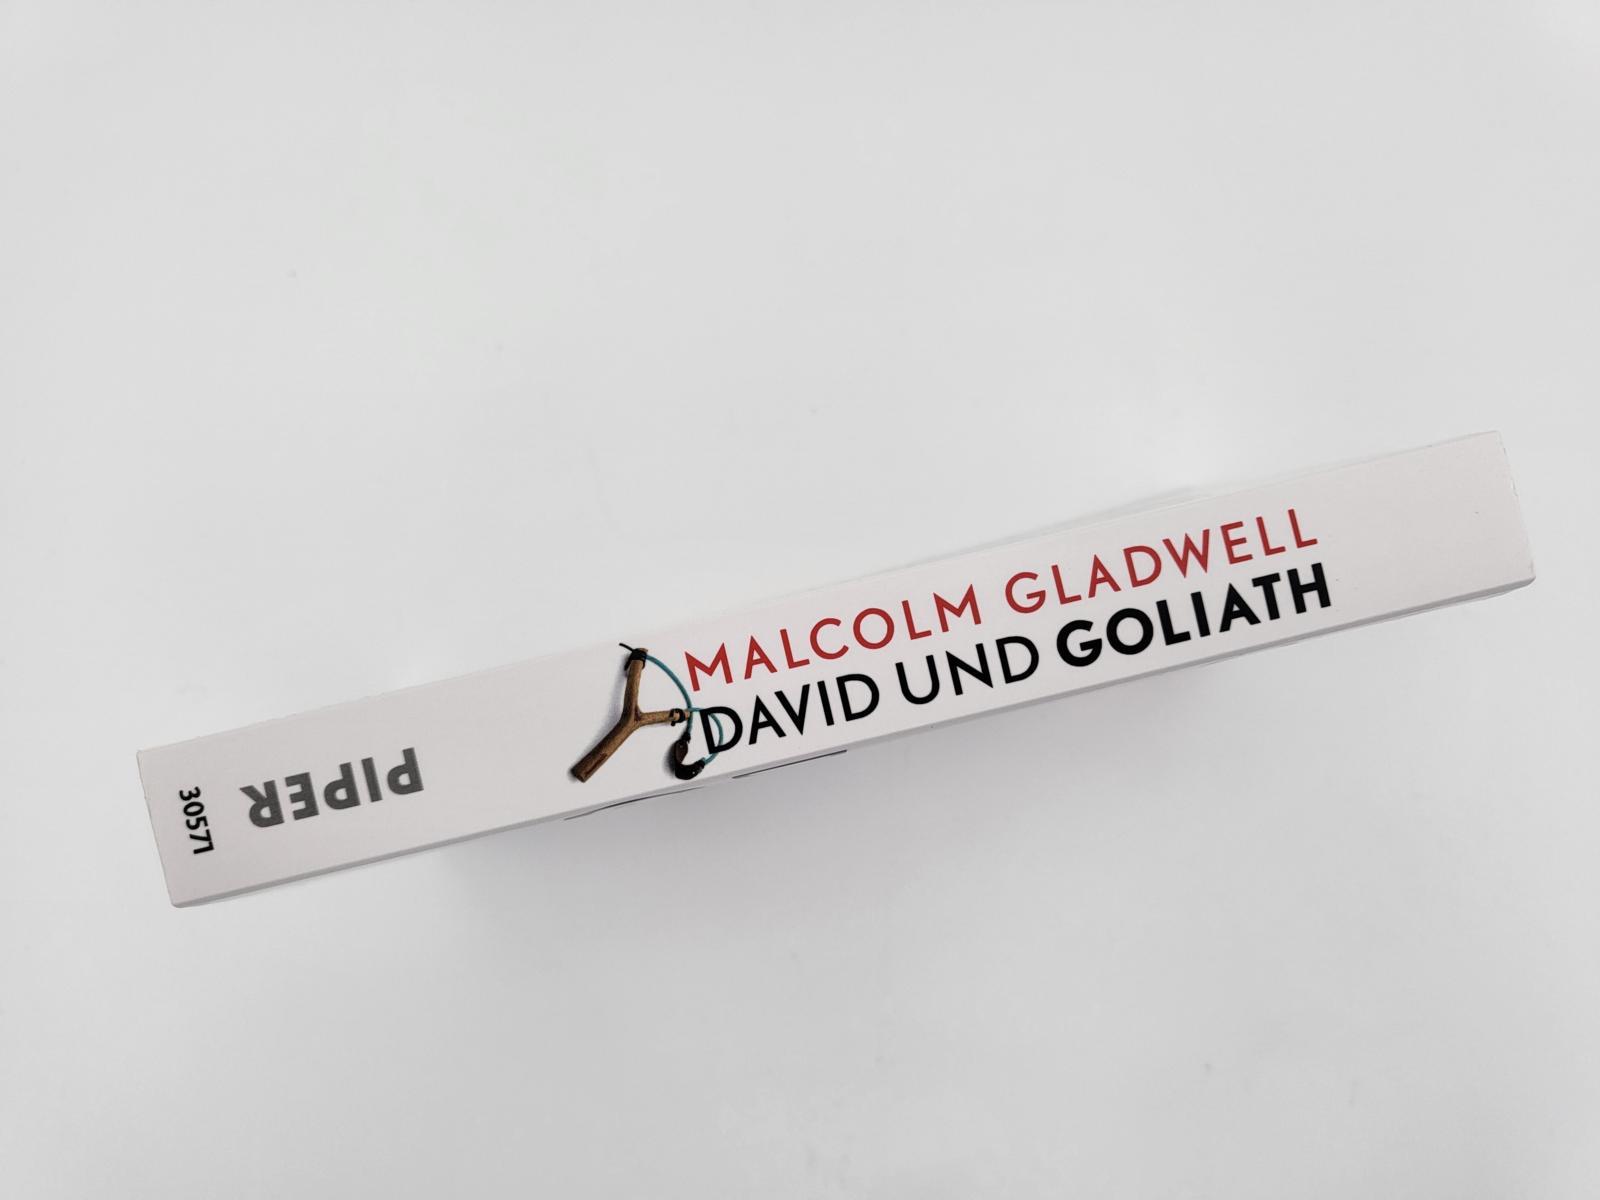 MALCOLM GLADWELL
DAVID UND GOLIATH
PIPER
30571